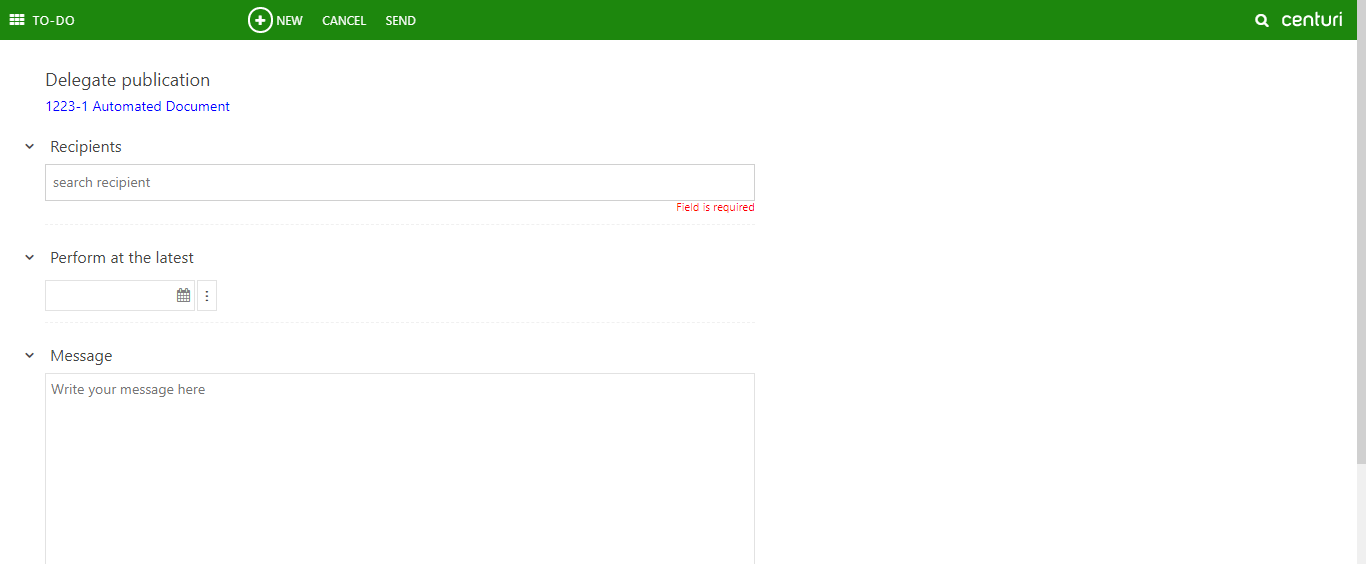 TO-DO
NEW CANCEL SEND
centuri
Delegate publication
1223-1 Automated Document
Recipients
search recipient
Field is required
Perform at the latest
Message
Write your message here